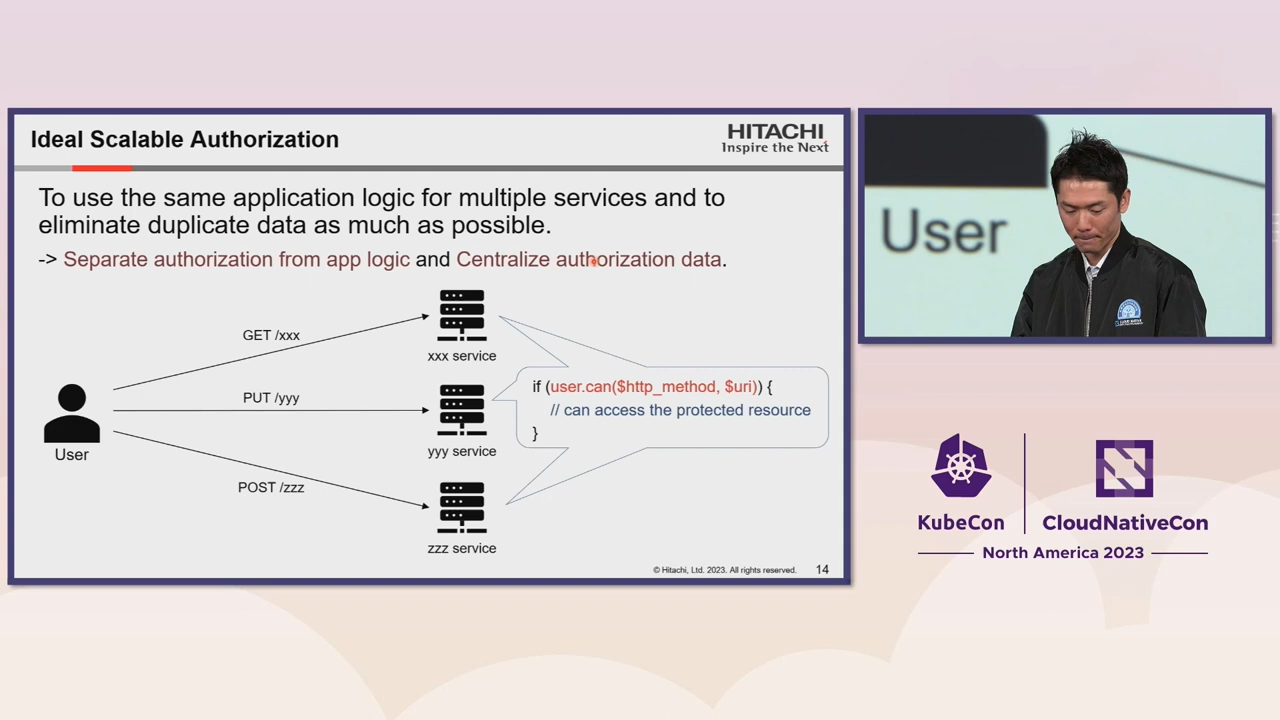 Ideal Scalable Authorization
HITACHI
Inspire the Next
To use the same application logic for multiple services and to
eliminate duplicate data as much as possible.
-> Separate authorization from app logic and Centralize authorization data.
GET /xxx
xxx service
PUT /yyy
yyy service
POST /zzz
zzz service
User
if (user.can($http_method, $uri)) {
// can access the protected resource
}
© Hitachi, Ltd. 2023. All rights reserved.
14
User
KubeCon
CloudNativeCon
North America 2023